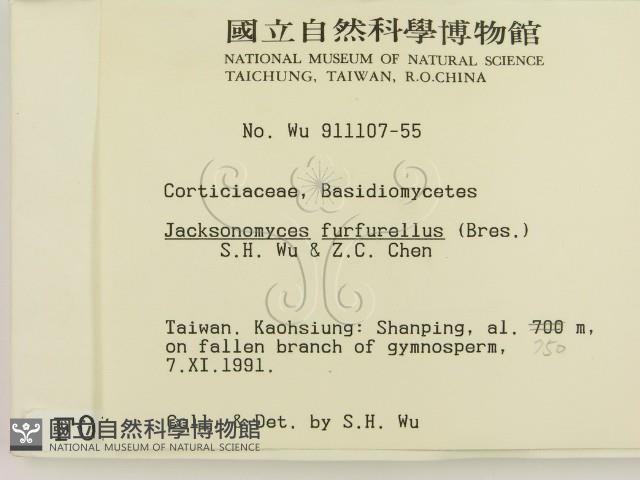 國立自然科學博物館
NATIONAL MUSEUM OF NATURAL SCIENCE
TAICHUNG, TAIWAN, R.O.CHINA
No. Wu 911107-55
Corticiaceae, Basidiomycetes
Jacksonomyces furfurellus (Bres.)
S.H. Wu & Z.C. Chen
Taiwan. Kaohsiung: Shanping, al. 700 m,
750
on fallen branch of gymnosperm,
7.XI.1991.
Coll. & Det. by S.H. Wu
國立自然科學博物館
NATIONAL MUSEUM OF NATURAL SCIENCE